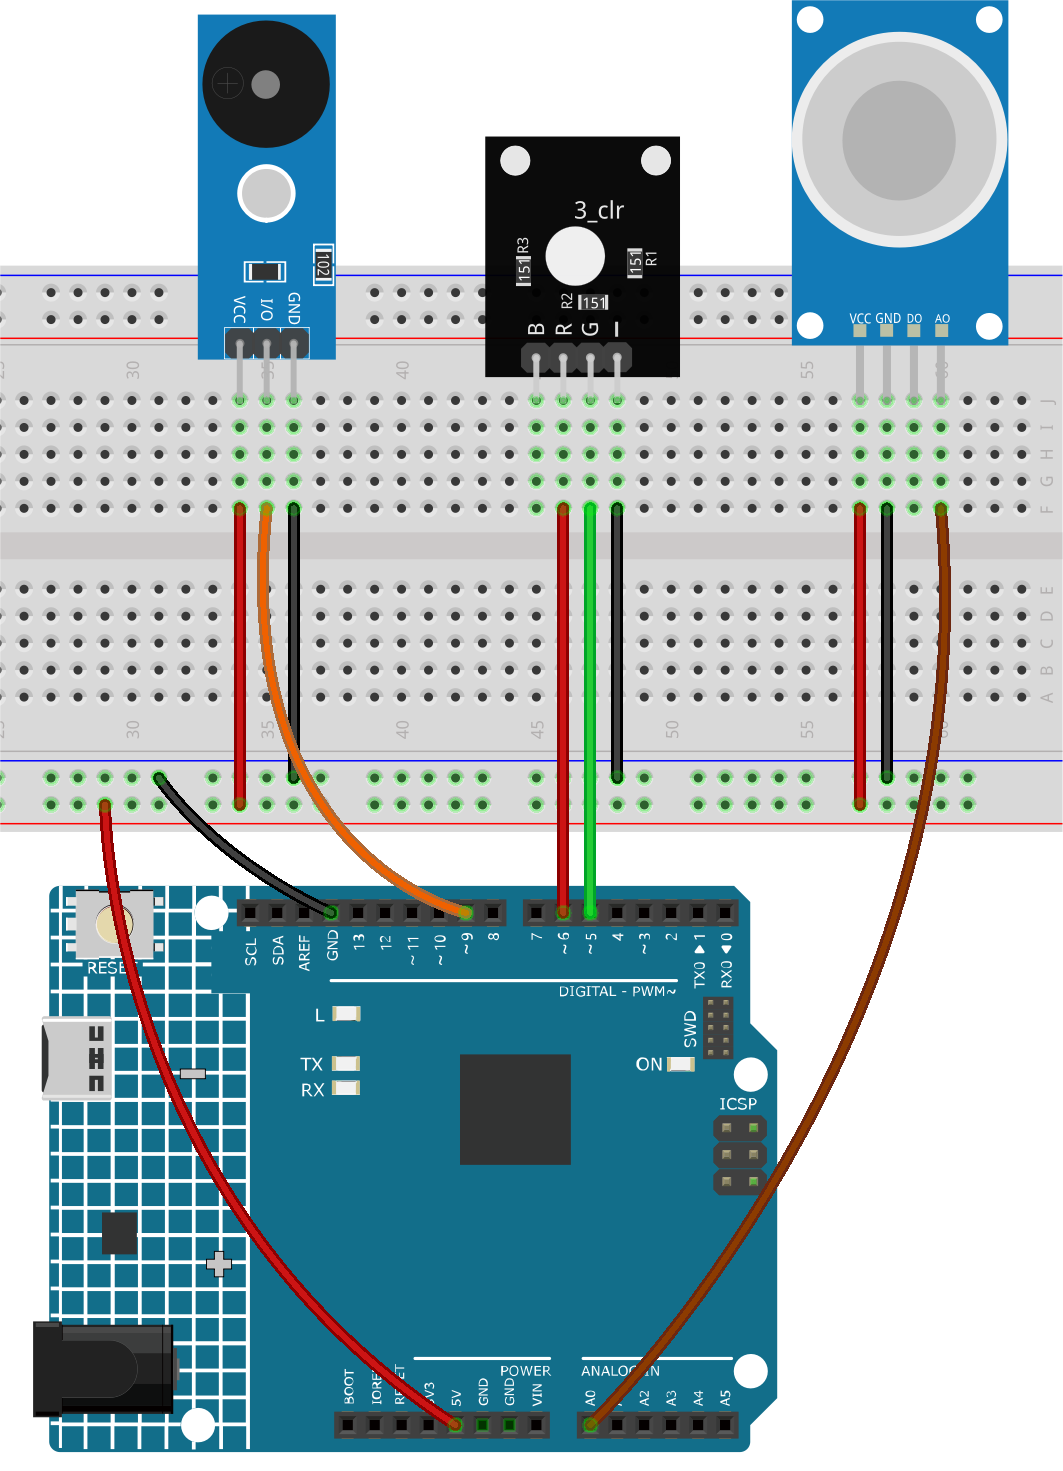 3_clr
R3
151
151
R1
R2
151
102
VCC
I/O
GND
B
R
G
VCC
GND
DO
AO
30
35
40
55
J
I
H
G
F
E
D
C
B
A
30
35
40
45
50
55
RESET
SCL
SDA
AREF
GND
13
12
~11
~10
~9
8
7
~6
~5
4
~3
2
TX0 ▶ 1
RX0 ◀ 0
DIGITAL - PWM~
L
TX
RX
ON
SWD
ICSP
POWER
ANALOG IN
BOOT
IOREF
RESET
3V3
5V
GND
GND
VIN
A0
A2
A3
A4
A5